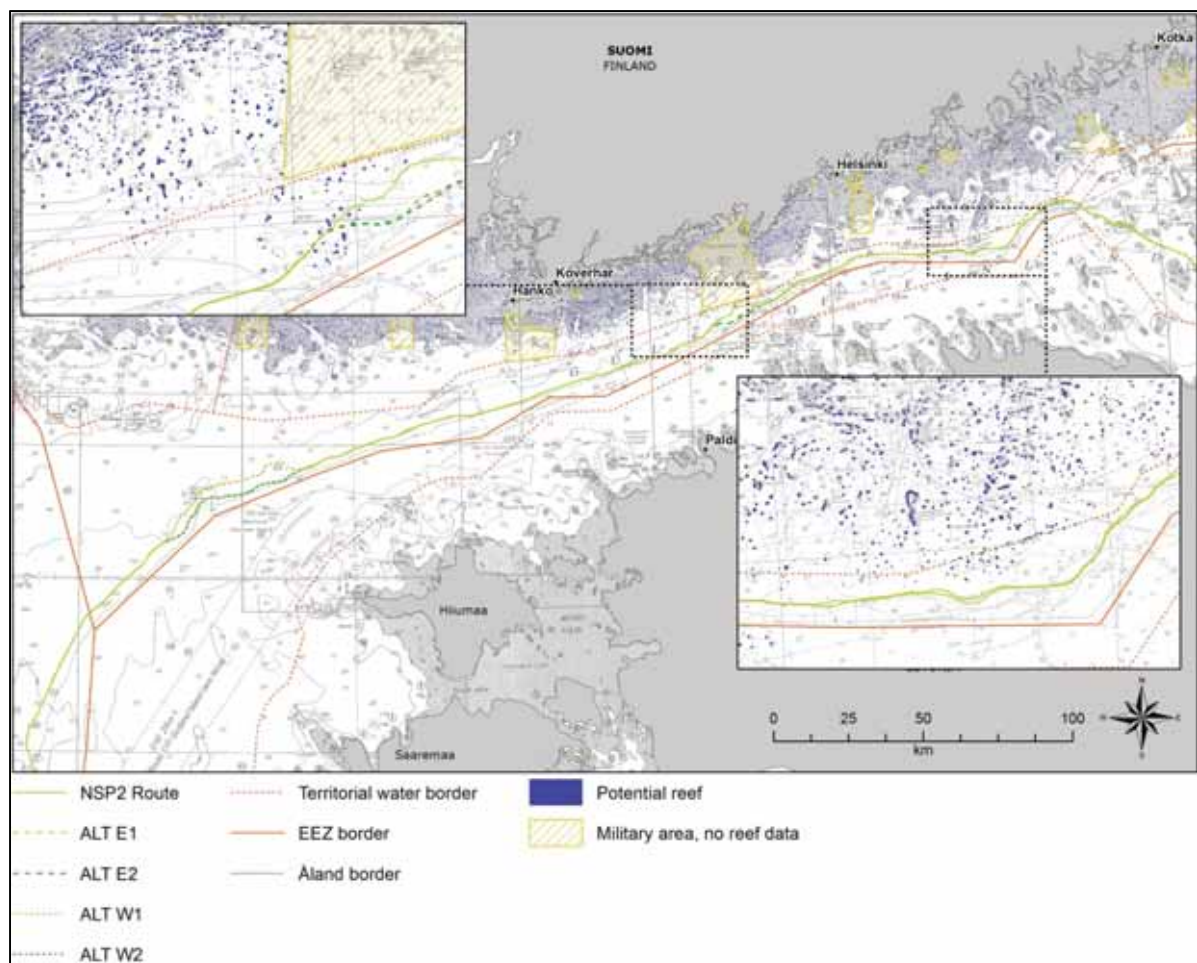 SUOMI
FINLAND
Kotka
Helsinki
Koverhar
Hanko
Hiiumaa
Saaremaa
N
0 25 50 100
km
NSP2 Route
ALT E1
ALT E2
ALT W1
ALT W2
Territorial water border
EEZ border
Åland border
Potential reef
Military area, no reef data